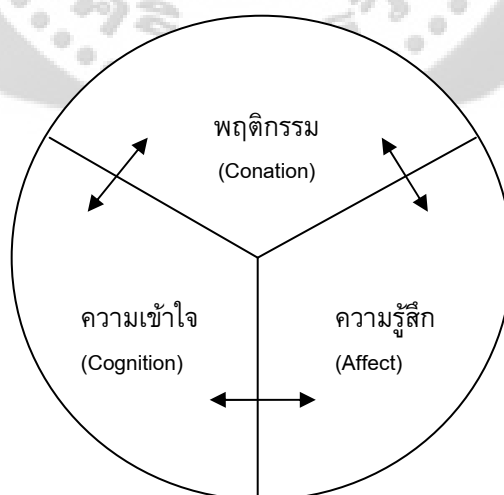 พฤติกรรม
(Conation)
ความเข้าใจ
(Cognition)
ความรู้สึก
(Affect)